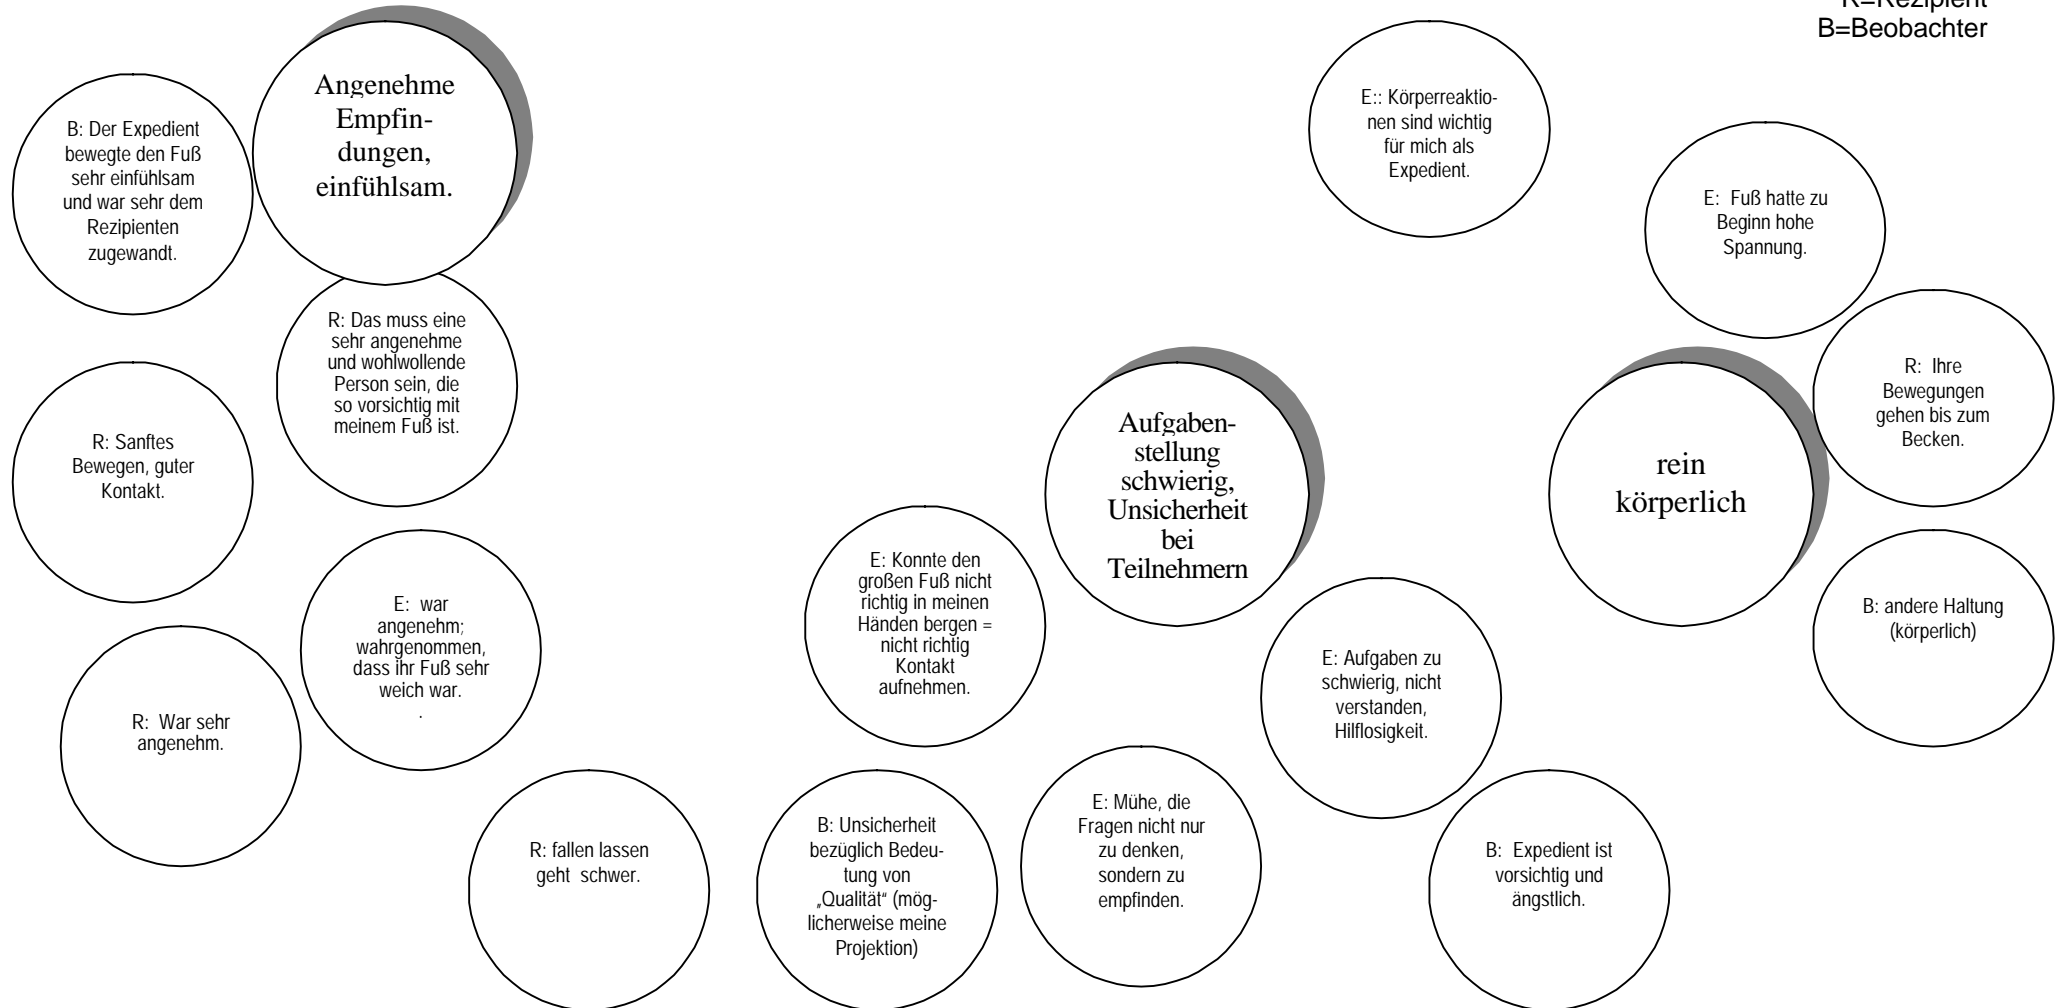 R=Rezipient
B=Beobachter
Angenehme
Empfin-
dungen,
einfühlsam.
B: Der Expedient
bewegte den Fuß
sehr einfühlsam
und war sehr dem
Rezipienten
zugewandt.
R: Das muss eine
sehr angenehme
und wohlwollende
Person sein, die
so vorsichtig mit
meinem Fuß ist.
R: Sanftes
Bewegen, guter
Kontakt.
E: war
angenehm;
wahrgenommen,
dass ihr Fuß sehr
weich war.
.
R: War sehr
angenehm.
R: fallen lassen
geht schwer.
Aufgaben-
stellung
schwierig,
Unsicherheit
bei
Teilnehmern
E: Konnte den
großen Fuß nicht
richtig in meinen
Händen bergen =
nicht richtig
Kontakt
aufnehmen.
E: Aufgaben zu
schwierig, nicht
verstanden,
Hilflosigkeit.
B: Unsicherheit
bezüglich Bedeu-
tung von
„Qualität“ (mög-
licherweise meine
Projektion)
E: Mühe, die
Fragen nicht nur
zu denken,
sondern zu
empfinden.
B: Expedient ist
vorsichtig und
ängstlich.
E:: Körperreaktio-
nen sind wichtig
für mich als
Expedient.
E: Fuß hatte zu
Beginn hohe
Spannung.
R: Ihre
Bewegungen
gehen bis zum
Becken.
rein
körperlich
B: andere Haltung
(körperlich)